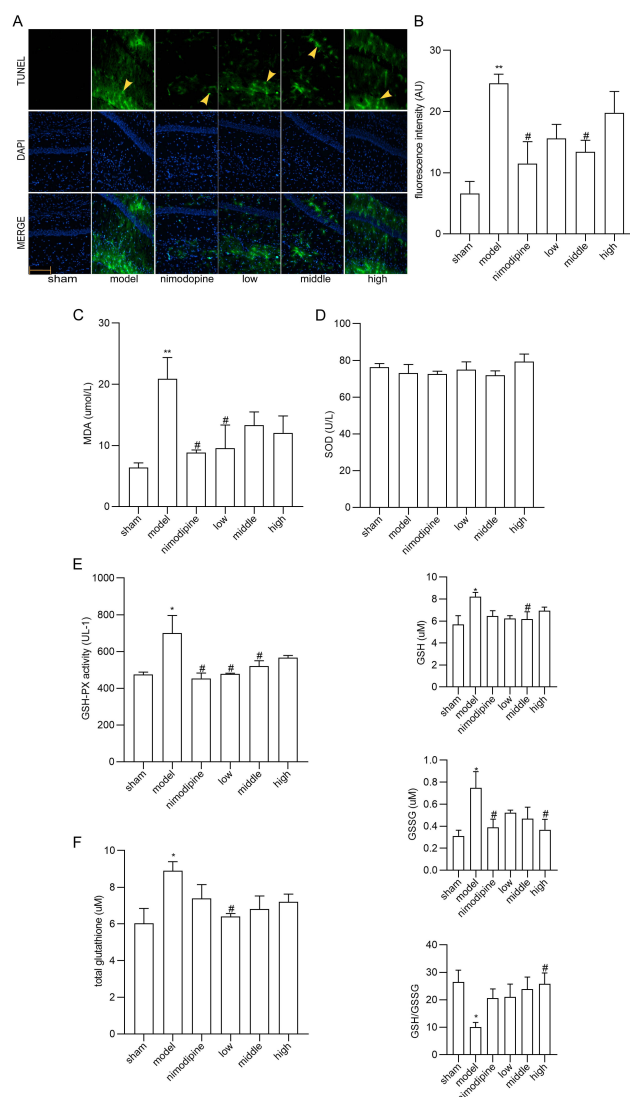 A
TUNEL
DAPI
MERGE
sham model nimodipine low middle high
B
fluorescence intensity (AU)
30
20
10
0
**
#
#
sham model nimodipine low middle high
C
MDA (umol/L)
30
20
10
0
**
#
#
sham model nimodipine low middle high
D
SOD (U/L)
100
80
60
40
20
0
sham model nimodipine low middle high
E
GSH-PX activity (UL-1)
1000
800
600
400
200
0
*
#
#
#
sham model nimodipine low middle high
GSH (uM)
10
8
6
4
2
0
*
#
sham model nimodipine low middle high
GSSG (uM)
1.0
0.8
0.6
0.4
0.2
0.0
*
#
#
sham model nimodipine low middle high
F
total glutathione (uM)
10
8
6
4
2
0
*
#
sham model nimodipine low middle high
GSH/GSSG
40
30
20
10
0
*
#
sham model nimodipine low middle high